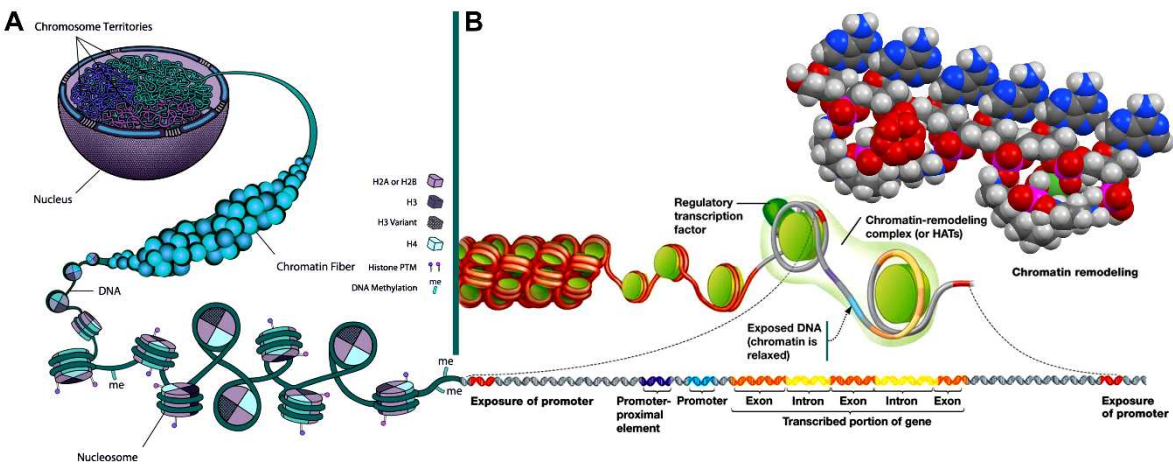 A
Chromosome Territories
Nucleus
Chromatin Fiber
DNA
me
me
me
Nucleosome
H2A or H2B
H3
H3 Variant
H4
Histone PTM
me
DNA Methylation
B
Regulatory
transcription
factor
Chromatin-remodeling
complex (or HATs)
Chromatin remodeling
Exposed DNA
(chromatin is
relaxed)
Exposure of promoter
Promoter-
proximal
element
Promoter
Exon
Intron
Exon
Intron
Exon
Transcribed portion of gene
Exposure
of promoter